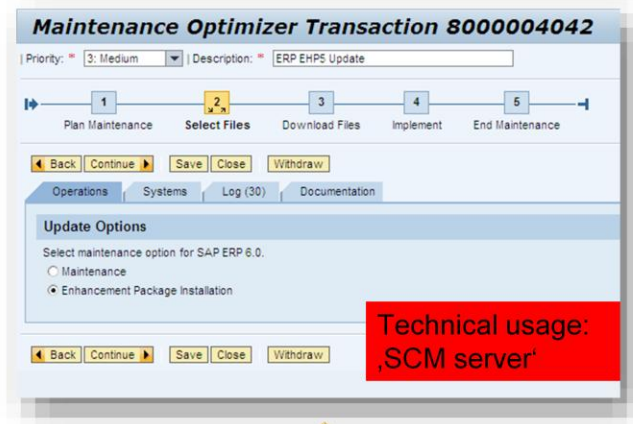 Maintenance Optimizer Transaction 8000004042
| Priority: * 3: Medium | Description: * ERP EHP5 Update
1 2 3 4 5
Plan Maintenance Select Files Download Files Implement End Maintenance
Back Continue Save Close Withdraw
Operations Systems Log (30) Documentation
Update Options
Select maintenance option for SAP ERP 6.0.
Maintenance
Enhancement Package Installation
Technical usage:
‚SCM server‘
Back Continue Save Close Withdraw